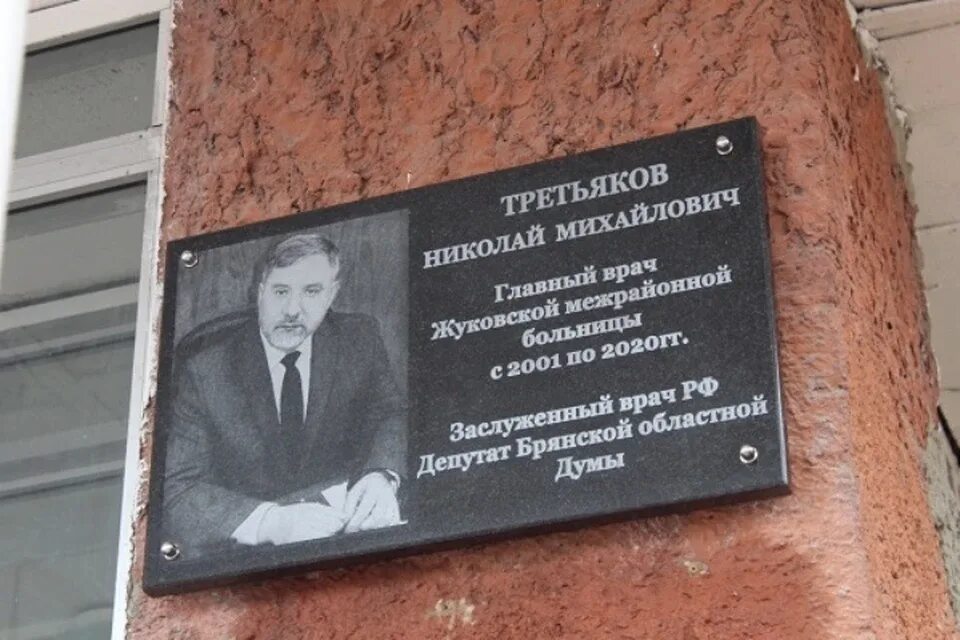 ТРЕТЬЯКОВ
НИКОЛАЙ МИХАЙЛОВИЧ
Главный врач
Жуковской межрайонной
больницы
с 2001 по 2020гг.
Заслуженный врач РФ
Депутат Брянской областной
Думы